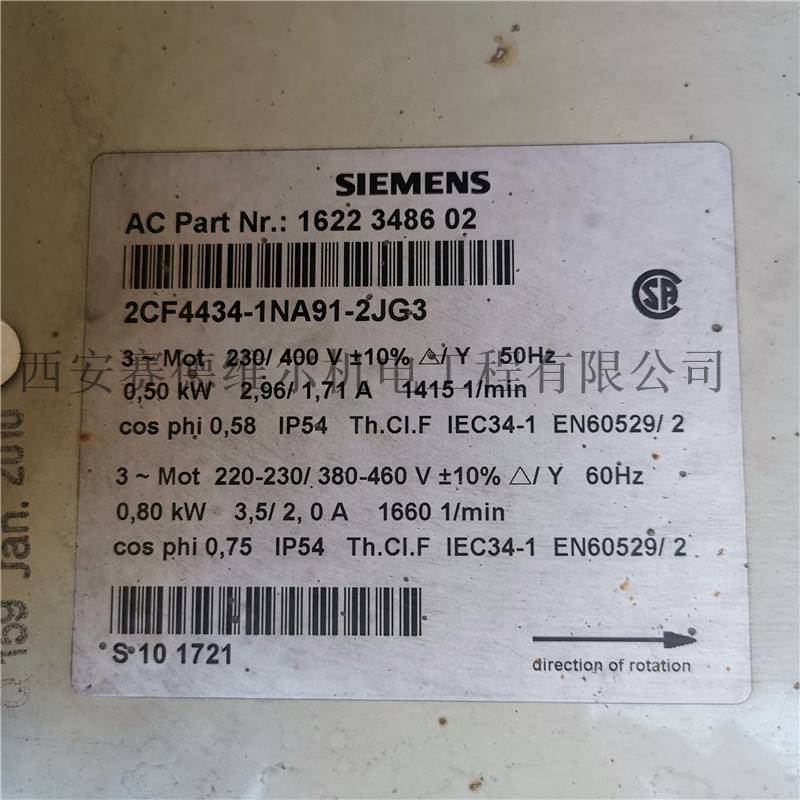 SIEMENS
AC Part Nr.: 1622 3486 02
2CF4434-1NA91-2JG3
SA
3 ~ Mot 230/ 400 V ±10% △/ Y 50Hz
西安赛德维尔机电工程有限公司
0,50 kW 2,96/ 1,71 A 1415 1/min
cos phi 0,58 IP54 Th.Cl.F IEC34-1 EN60529/ 2
3 ~ Mot 220-230/ 380-460 V ±10% △/ Y 60Hz
0,80 kW 3,5/ 2, 0 A 1660 1/min
cos phi 0,75 IP54 Th.Cl.F IEC34-1 EN60529/ 2
S 10 1721
direction of rotation
159 Jan. 2010